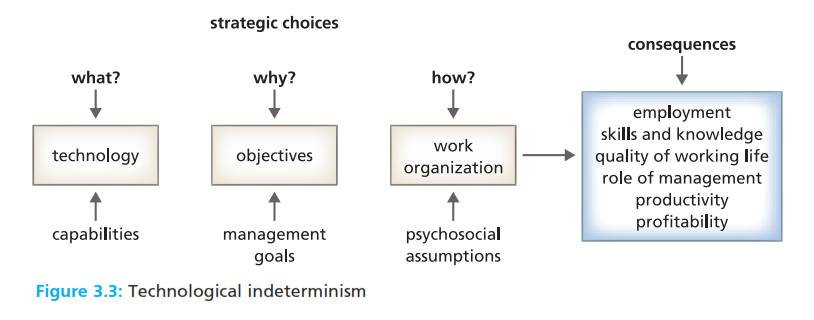 strategic choices
consequences
what?
why?
how?
technology
objectives
work
organization
employment
skills and knowledge
quality of working life
role of management
productivity
profitability
capabilities
management
goals
psychosocial
assumptions
Figure 3.3: Technological indeterminism